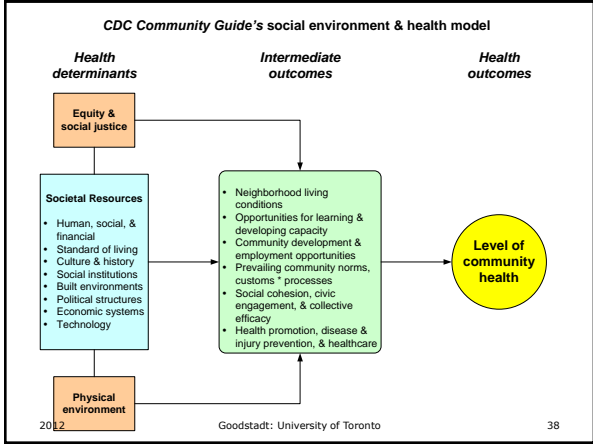 CDC Community Guide's social environment & health model
Health
determinants
Intermediate
outcomes
Health
outcomes
Equity &
social justice
Societal Resources
• Human, social, &
financial
• Standard of living
• Culture & history
• Social institutions
• Built environments
• Political structures
• Economic systems
• Technology
Physical
environment
• Neighborhood living
conditions
• Opportunities for learning &
developing capacity
• Community development &
employment opportunities
• Prevailing community norms,
customs * processes
• Social cohesion, civic
engagement, & collective
efficacy
• Health promotion, disease &
injury prevention, & healthcare
Level of
community
health
2012
Goodstadt: University of Toronto
38